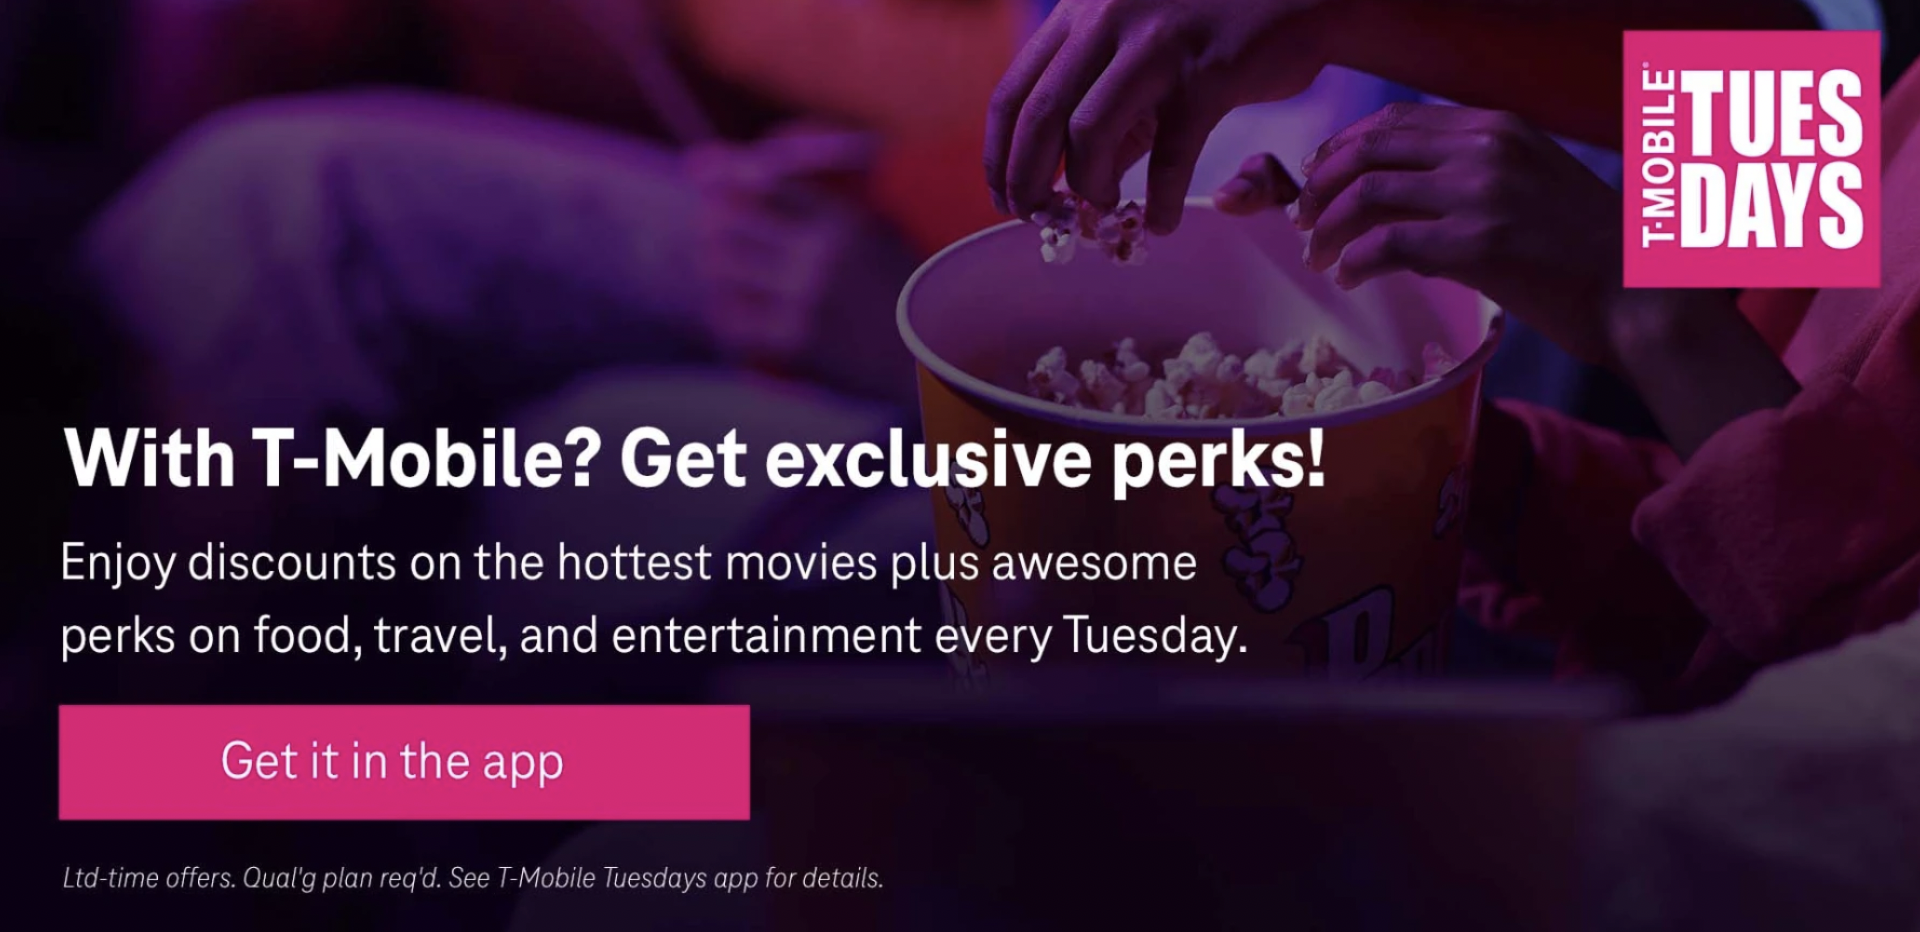 T-MOBILE®
TUES
DAYS
With T-Mobile? Get exclusive perks!
Enjoy discounts on the hottest movies plus awesome
perks on food, travel, and entertainment every Tuesday.
Get it in the app
Ltd-time offers. Qual'g plan req'd. See T-Mobile Tuesdays app for details.